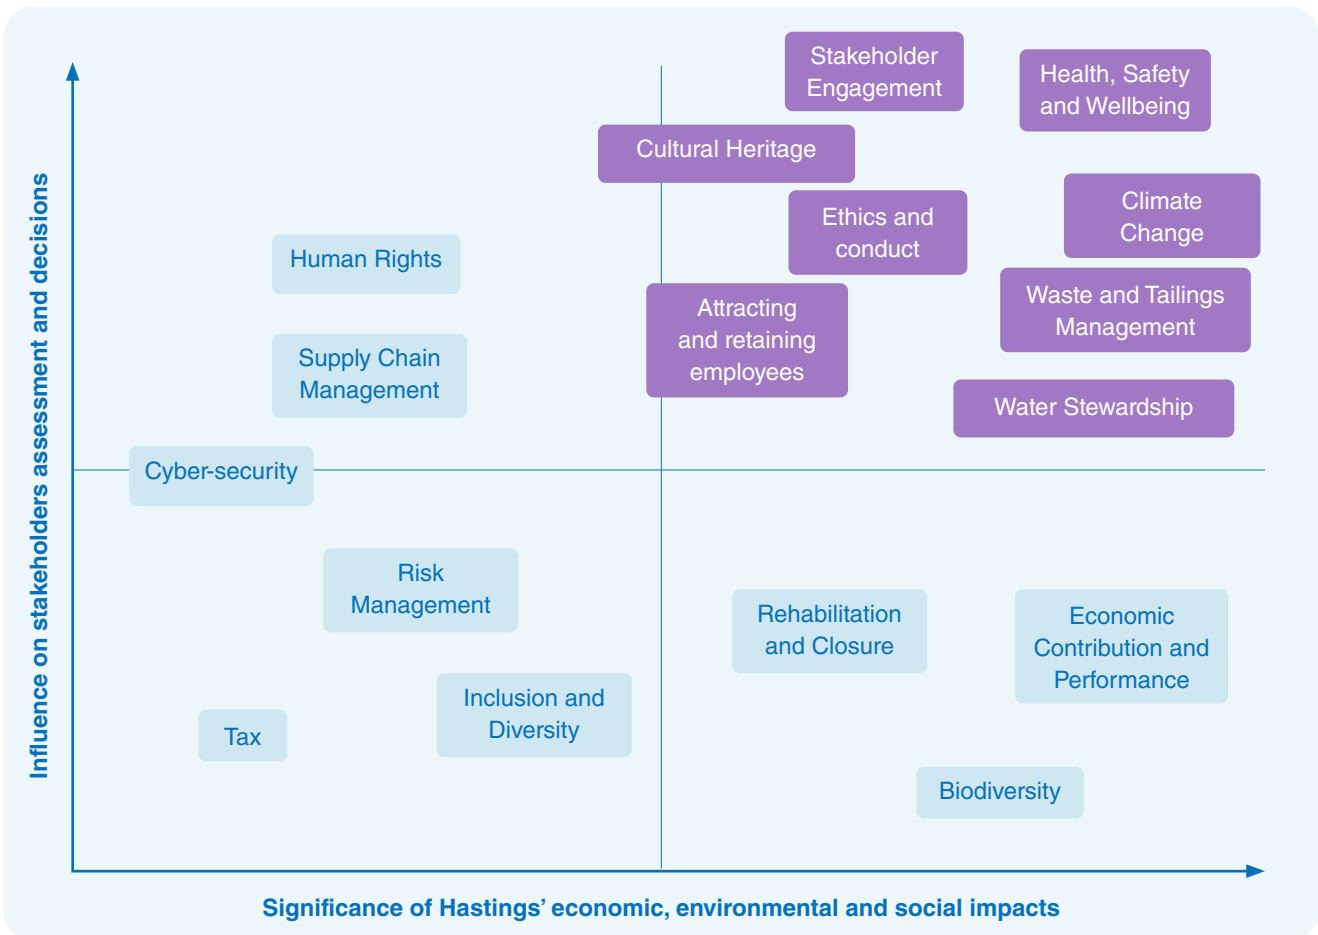 Stakeholder
Engagement
Health, Safety
and Wellbeing
Cultural Heritage
Ethics and
conduct
Climate
Change
Human Rights
Attracting
and retaining
employees
Waste and Tailings
Management
Supply Chain
Management
Water Stewardship
Cyber-security
Risk
Management
Rehabilitation
and Closure
Economic
Contribution and
Performance
Inclusion and
Diversity
Tax
Biodiversity
Influence on stakeholders assessment and decisions
Significance of Hastings’ economic, environmental and social impacts